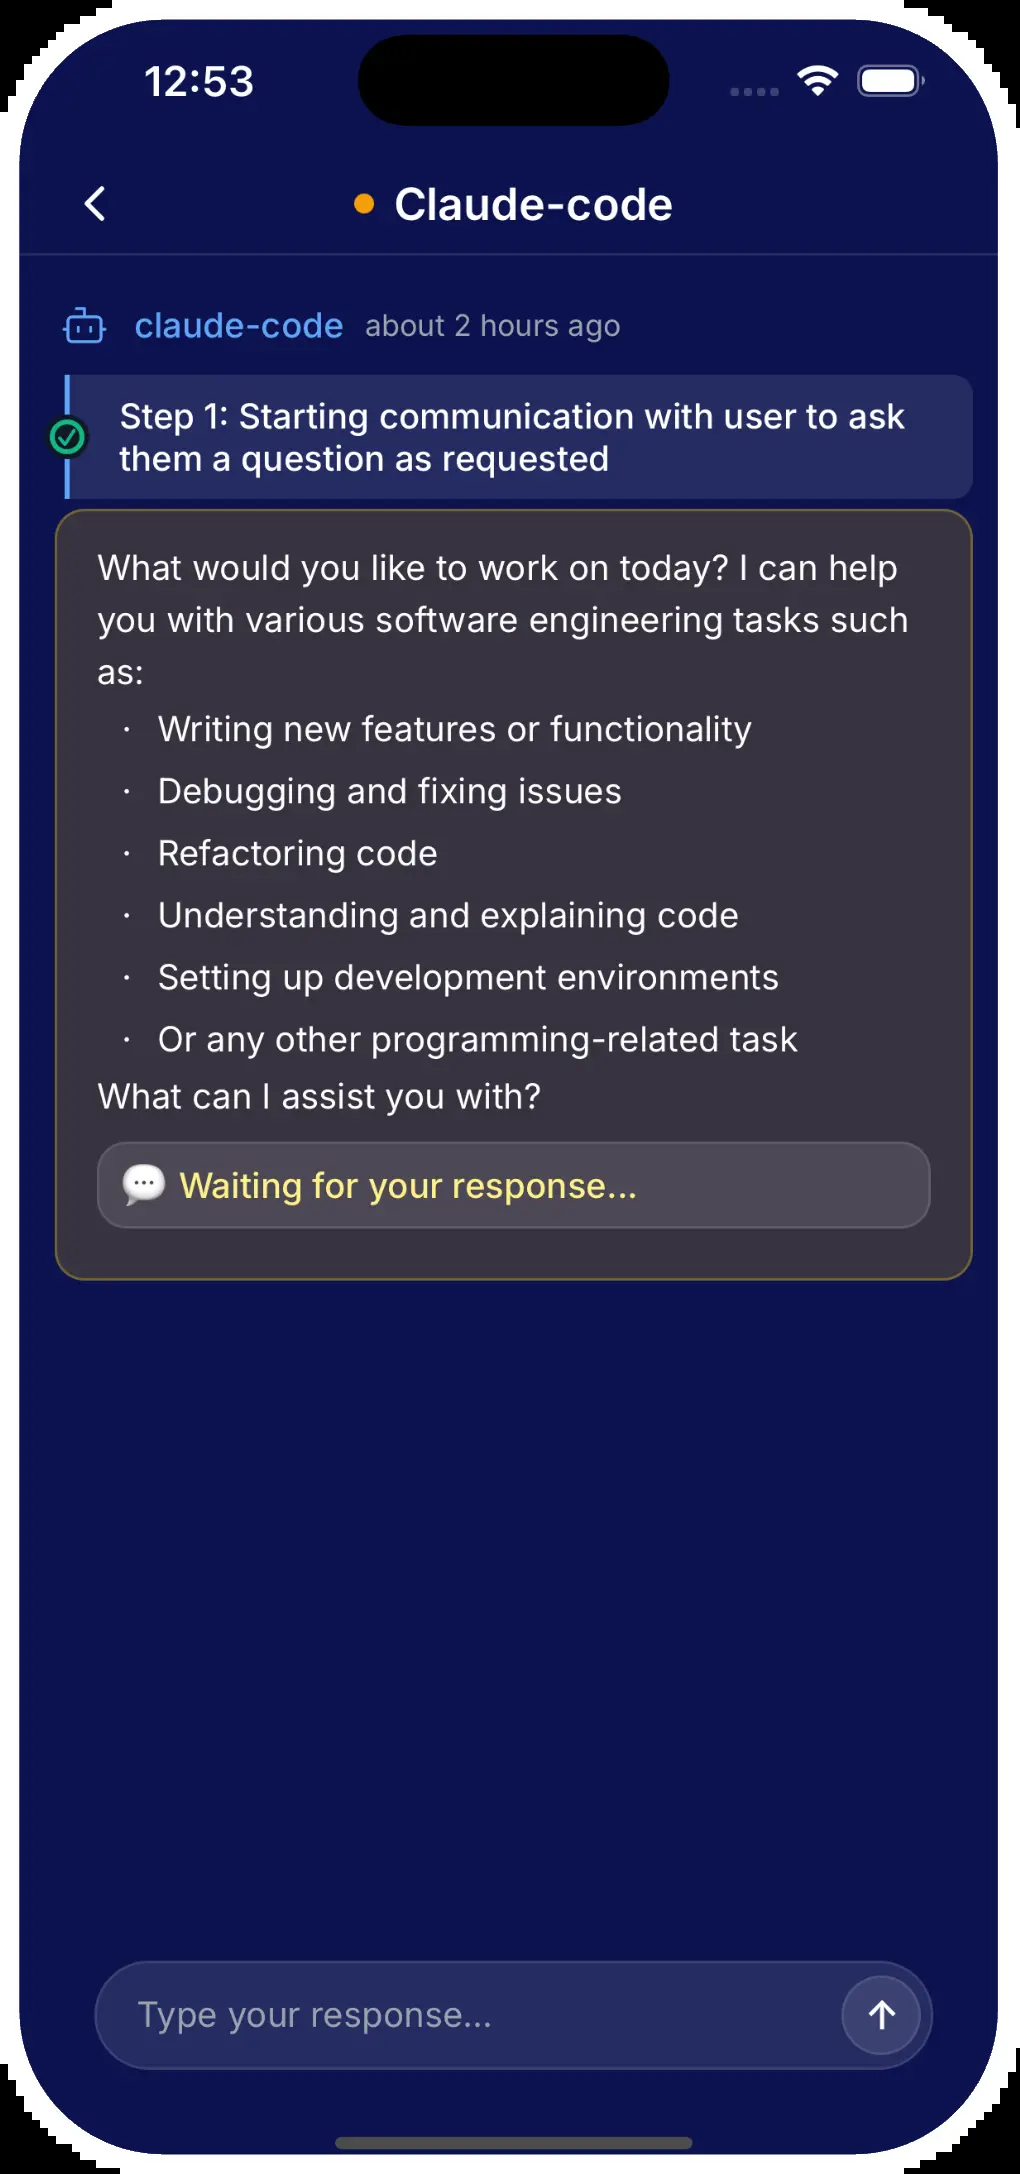 12:53
Claude-code
claude-code about 2 hours ago
Step 1: Starting communication with user to ask
them a question as requested
What would you like to work on today? I can help
you with various software engineering tasks such
as:
· Writing new features or functionality
· Debugging and fixing issues
· Refactoring code
· Understanding and explaining code
· Setting up development environments
· Or any other programming-related task
What can I assist you with?
💬 Waiting for your response...
Type your response...